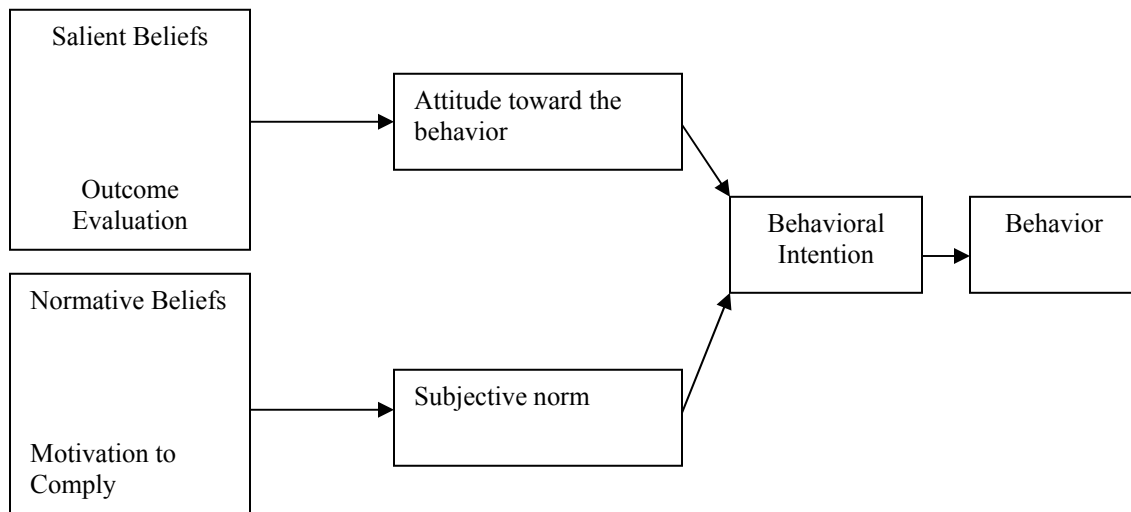 Salient Beliefs
Outcome
Evaluation
Attitude toward the
behavior
Normative Beliefs
Motivation to
Comply
Subjective norm
Behavioral
Intention
Behavior